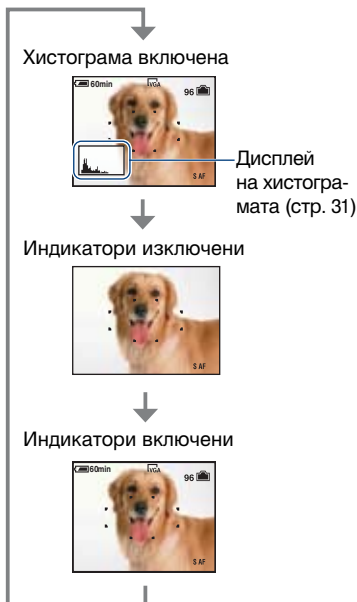 Хистограма включена
60min VGA 96
S AF
Дисплей
на хистогра-
мата (стр. 31)
Индикатори изключени
S AF
Индикатори включени
60min VGA 96
S AF